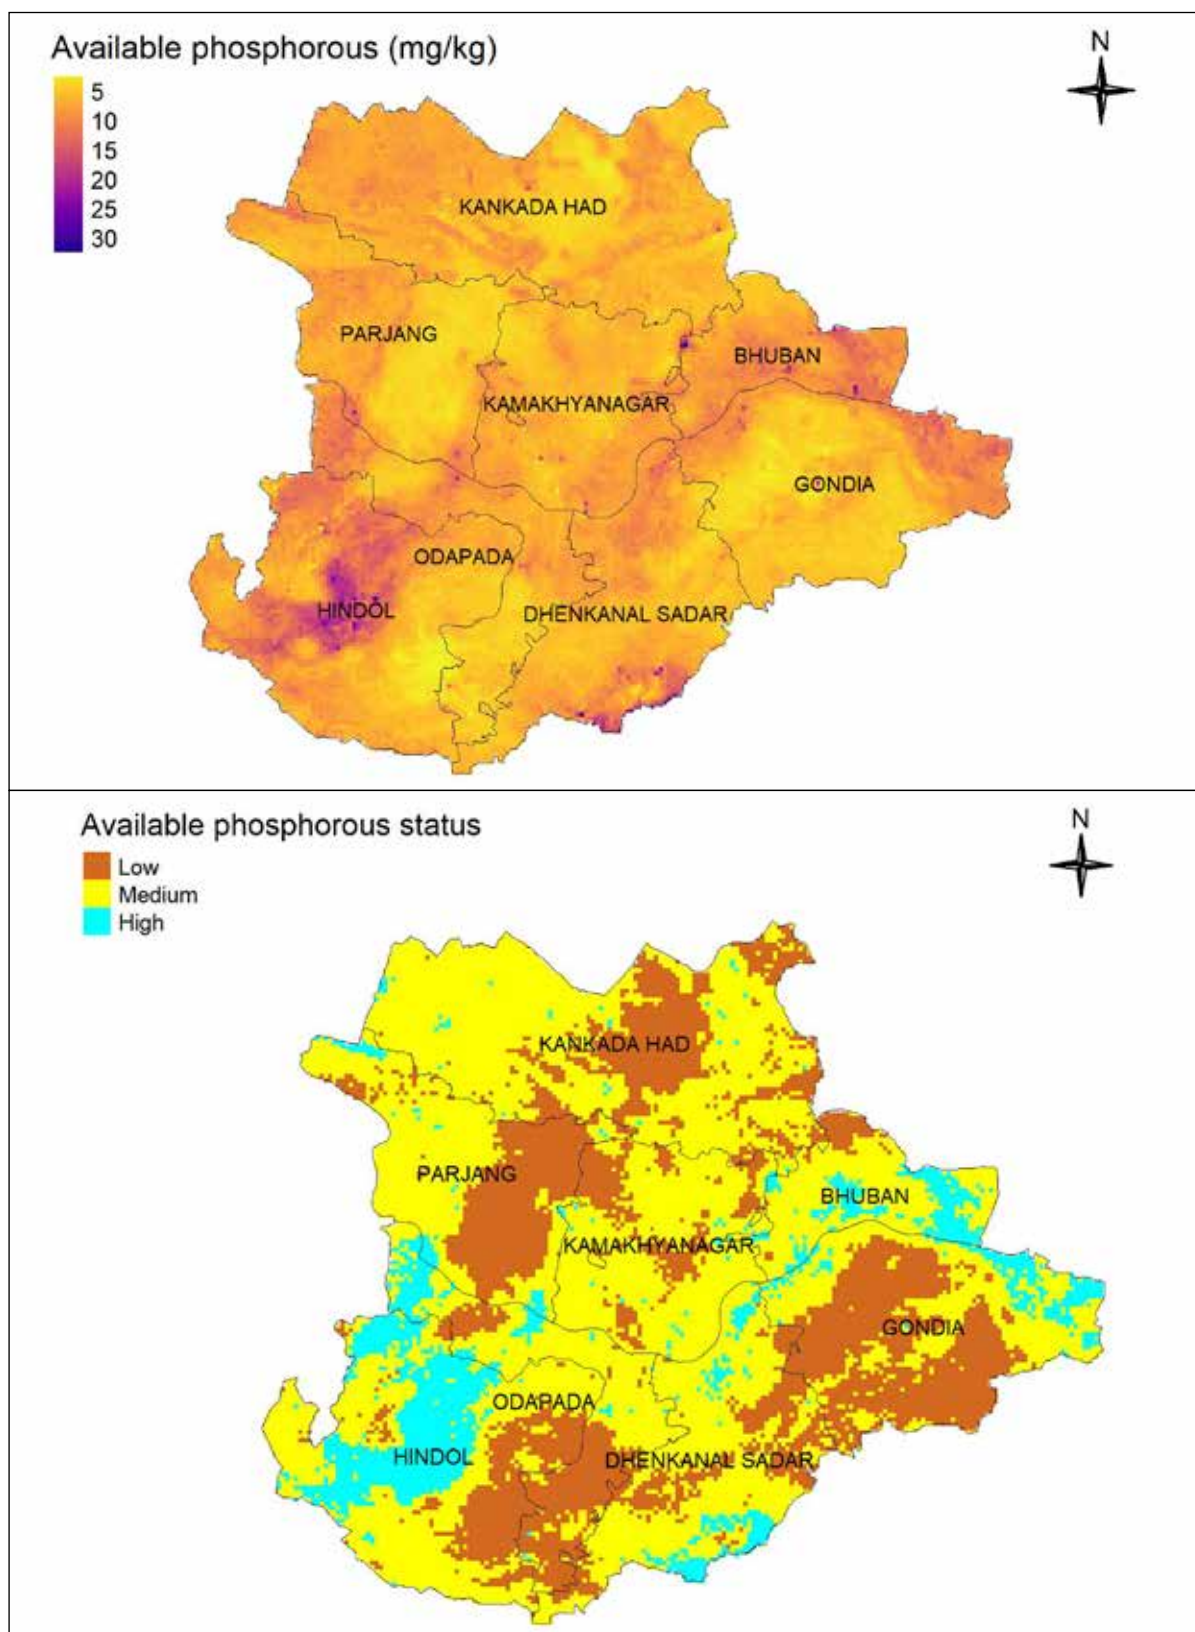 Available phosphorous (mg/kg)
N
5
10
15
20
25
30
KANKADA HAD
PARJANG
BHUBAN
KAMAKHYANAGAR
GONDIA
ODAPADA
HINDOL
DHENKANAL SADAR
Available phosphorous status
N
Low
Medium
High
KANKADA HAD
PARJANG
BHUBAN
KAMAKHYANAGAR
GONDIA
ODAPADA
HINDOL
DHENKANAL SADAR